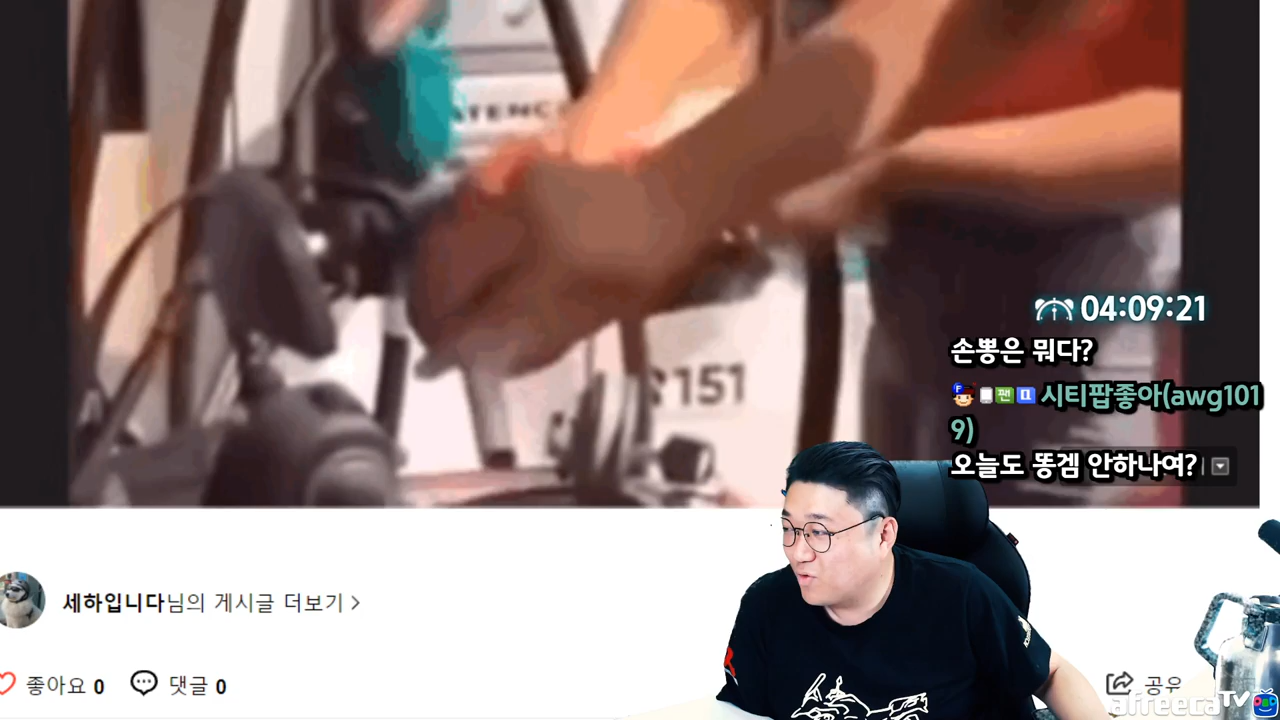 ATENC
151
04:09:21
손뽕은 뭐다?
시티팝좋아(awg101
9)
오늘도 똥겜 안하나여?
세하입니다님의 게시글 더보기 >
좋아요 0 댓글 0
공유
afreecaTV